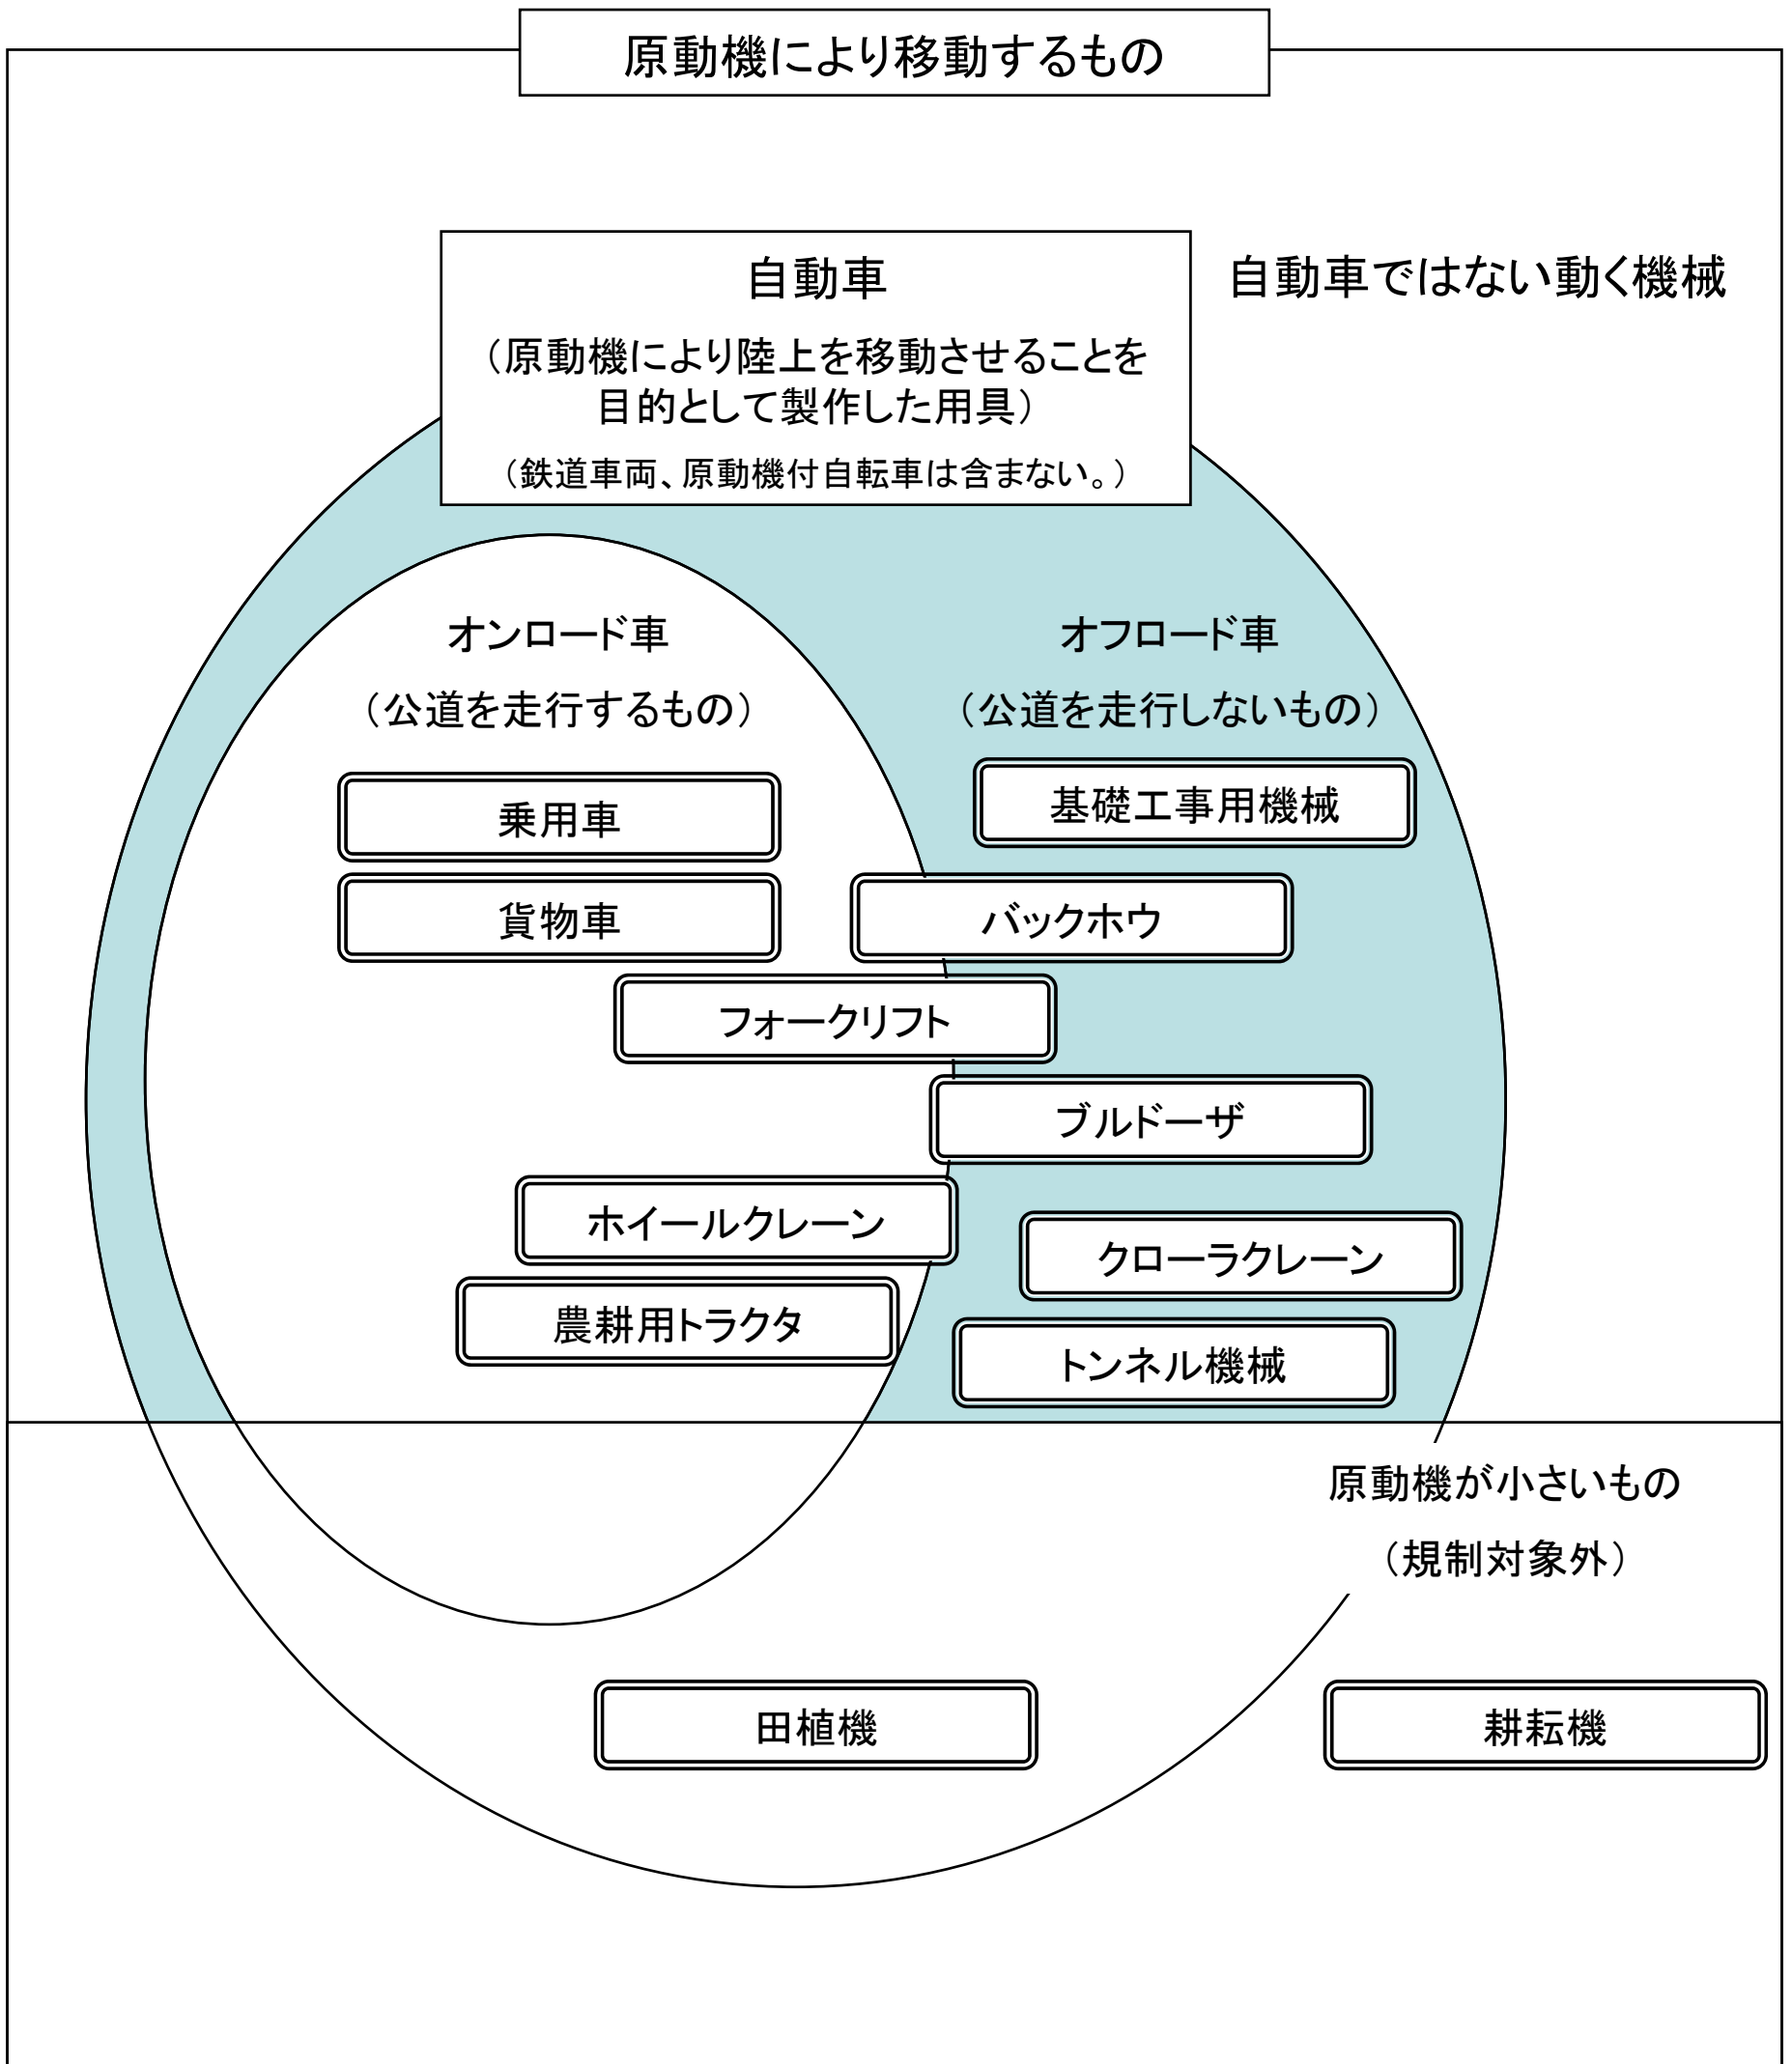 原動機により移動するもの
自動車
自動車ではない動く機械
（原動機により陸上を移動させることを
目的として製作した用具）
（鉄道車両、原動機付自転車は含まない。）
オンロード車
（公道を走行するもの）
オフロード車
（公道を走行しないもの）
乗用車
基礎工事用機械
貨物車
バックホウ
フォークリフト
ブルドーザ
ホイールクレーン
クローラクレーン
農耕用トラクタ
トンネル機械
原動機が小さいもの
（規制対象外）
田植機
耕耘機